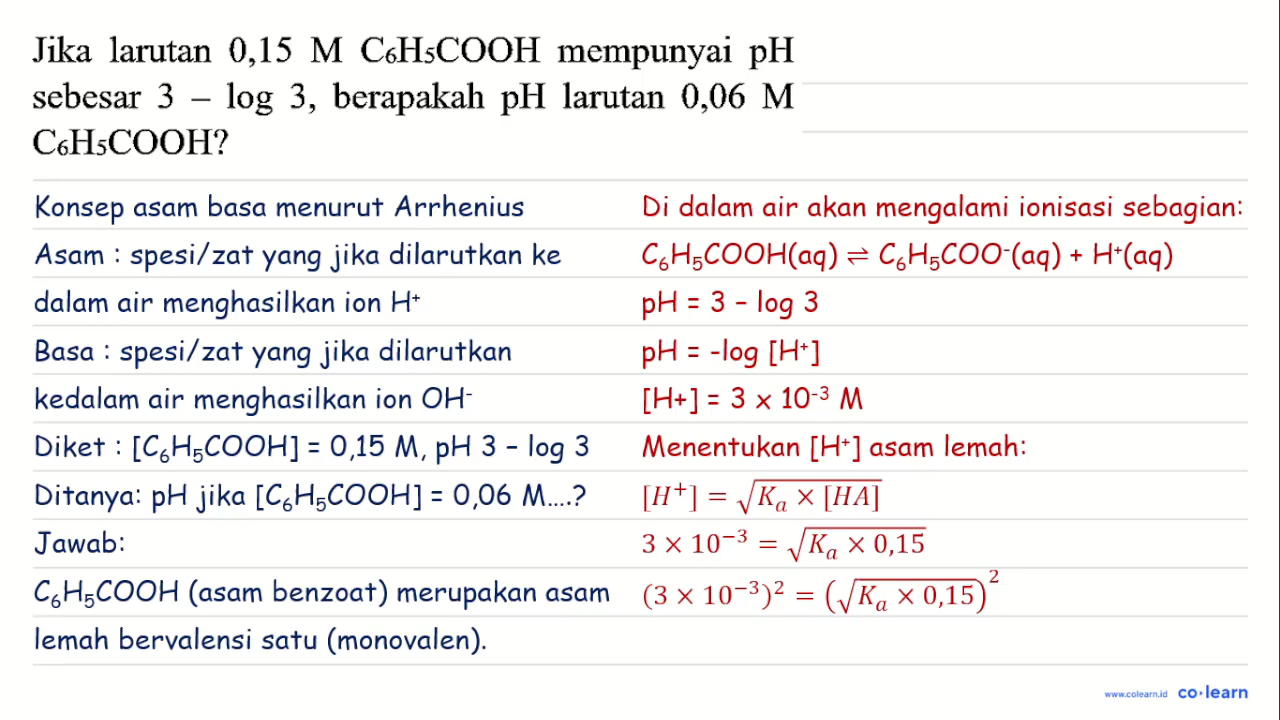 Jika larutan 0,15 M C₆H₅COOH mempunyai pH
sebesar 3 – log 3, berapakah pH larutan 0,06 M
C₆H₅COOH?
Konsep asam basa menurut Arrhenius
Asam : spesi/zat yang jika dilarutkan ke
dalam air menghasilkan ion H⁺
Basa : spesi/zat yang jika dilarutkan
kedalam air menghasilkan ion OH⁻
Diket : [C₆H₅COOH] = 0,15 M, pH 3 – log 3
Ditanya: pH jika [C₆H₅COOH] = 0,06 M....?
Jawab:
C₆H₅COOH (asam benzoat) merupakan asam
lemah bervalensi satu (monovalen).
Di dalam air akan mengalami ionisasi sebagian:
C₆H₅COOH(aq) ⇌ C₆H₅COO⁻(aq) + H⁺(aq)
pH = 3 – log 3
pH = -log [H⁺]
[H+] = 3 x 10⁻³ M
Menentukan [H⁺] asam lemah:
[H⁺] = √(Kₐ × [HA])
3 × 10⁻³ = √(Kₐ × 0,15)
(3 × 10⁻³)² = (√(Kₐ × 0,15))²
www.colearn.id co·learn